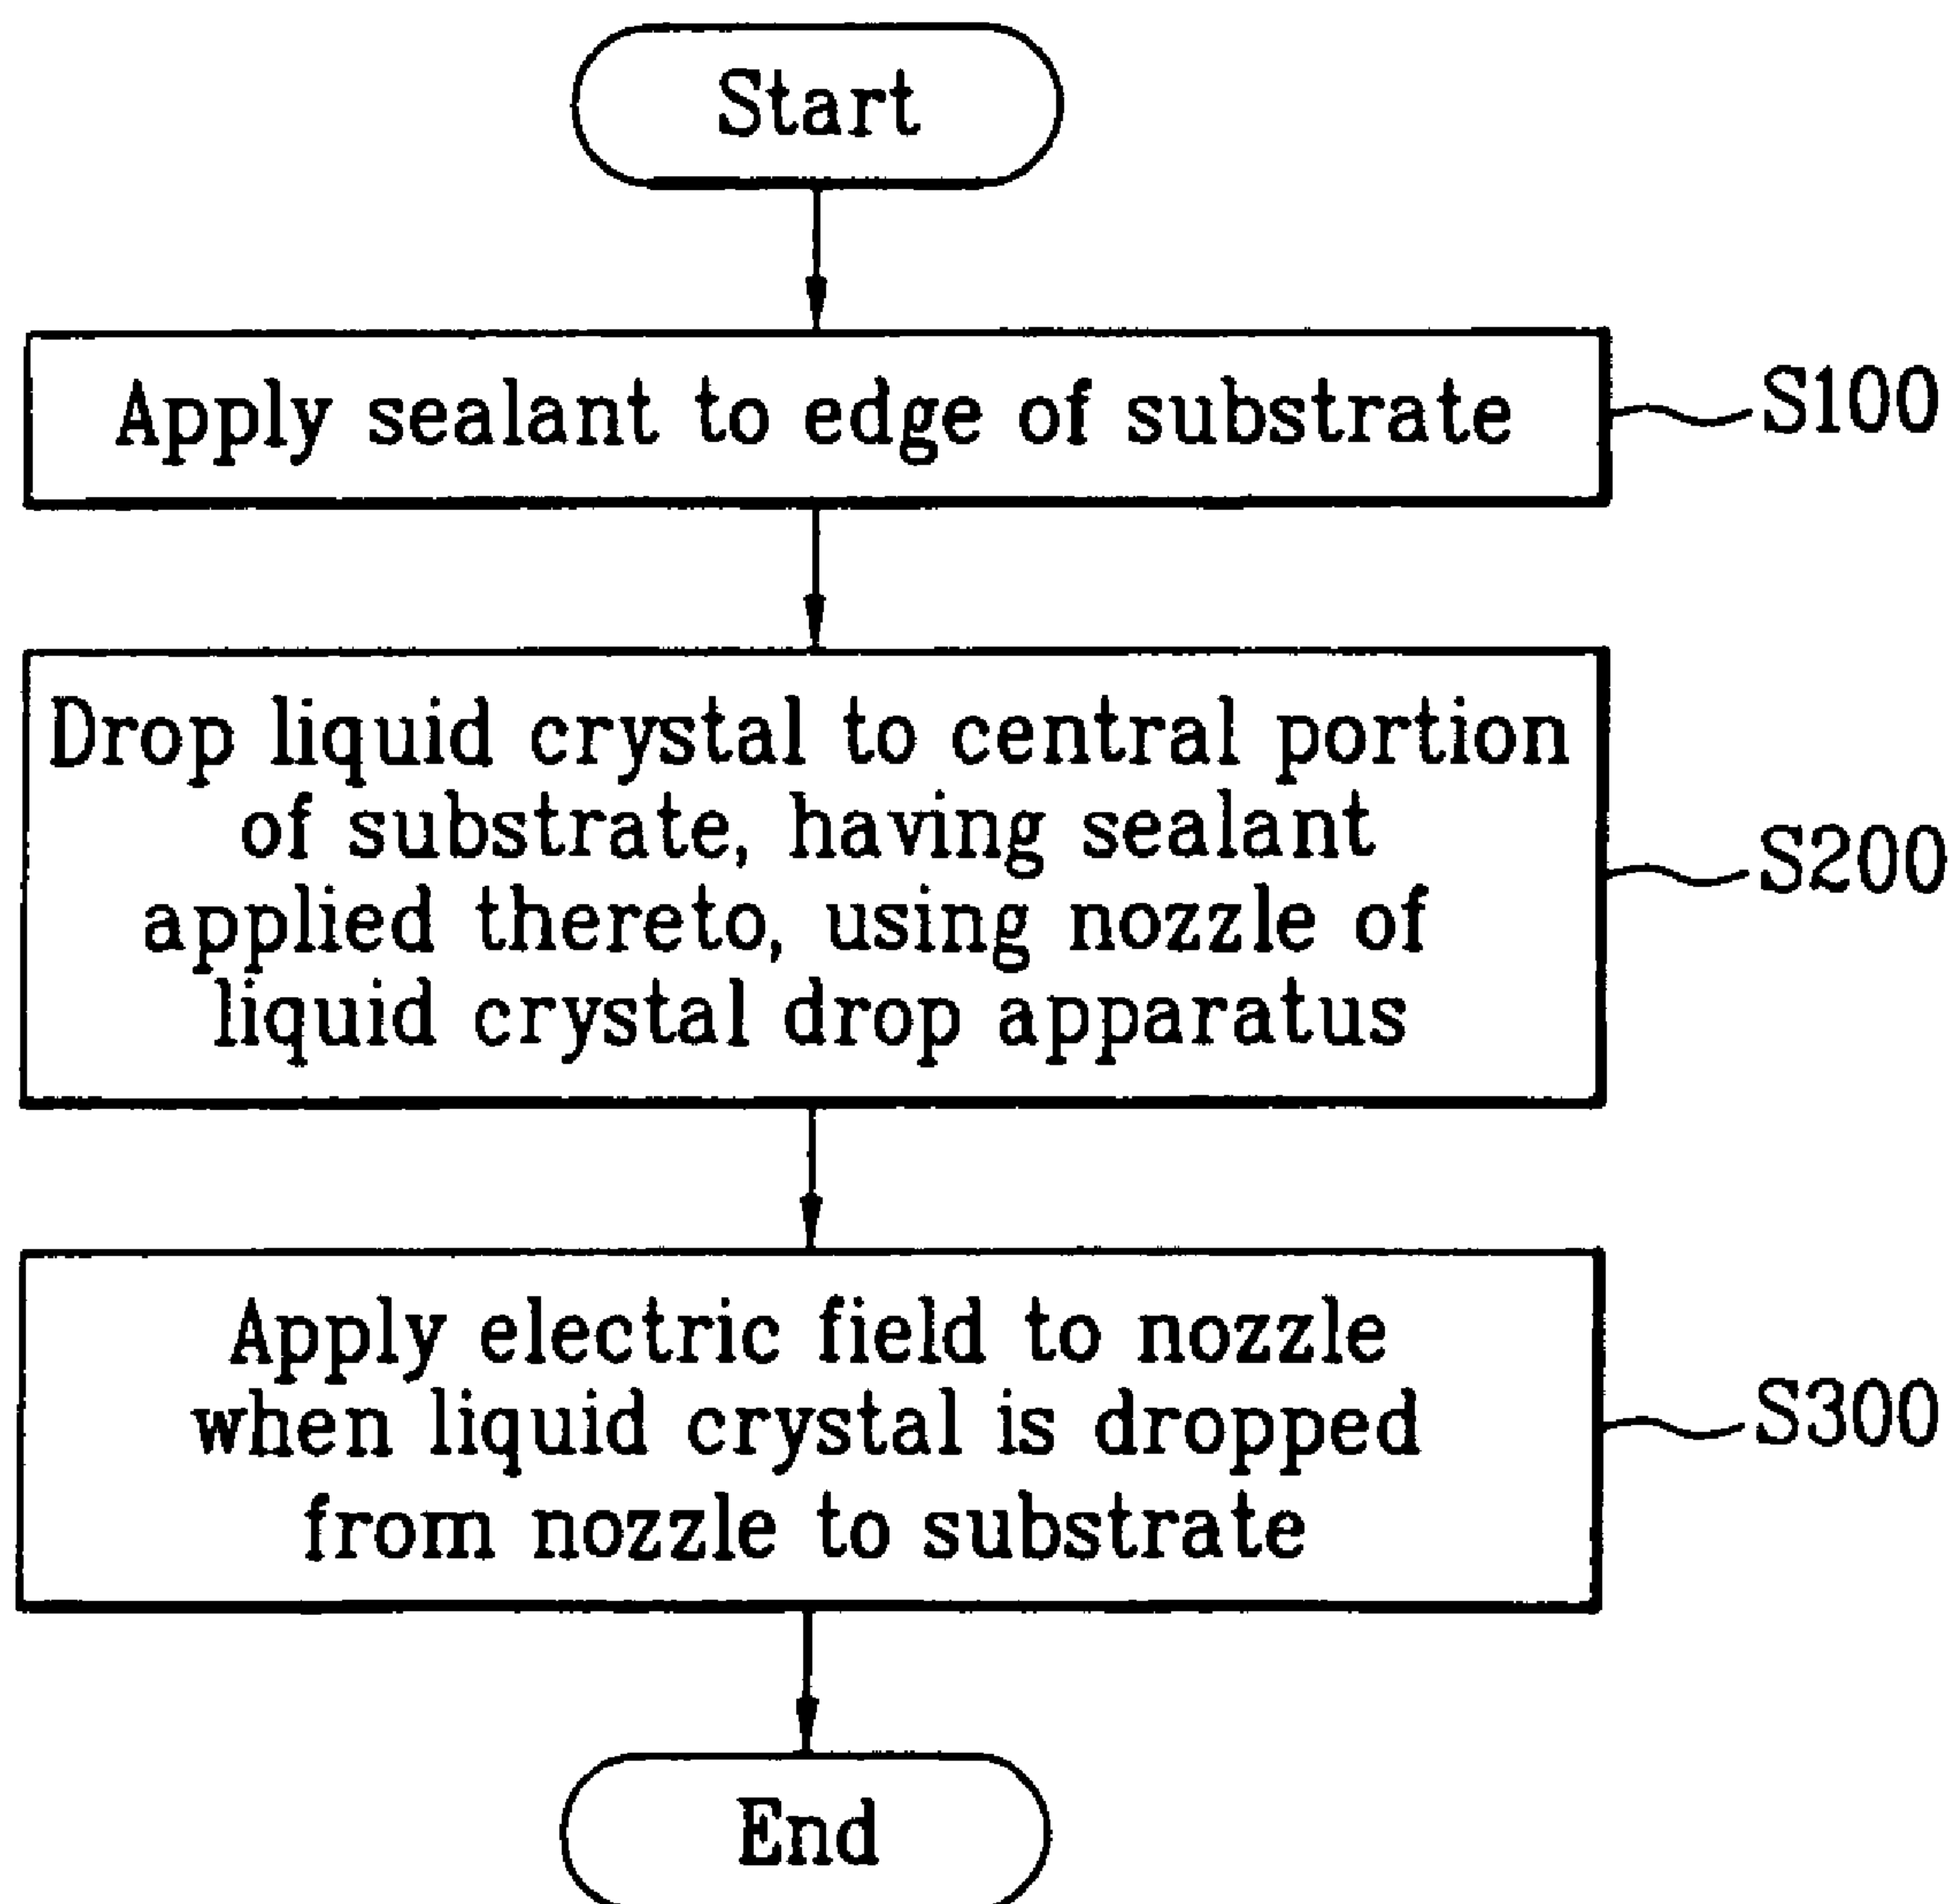 Start
Apply sealant to edge of substrate
S100
Drop liquid crystal to central portion
of substrate, having sealant
applied thereto, using nozzle of
liquid crystal drop apparatus
S200
Apply electric field to nozzle
when liquid crystal is dropped
from nozzle to substrate
S300
End